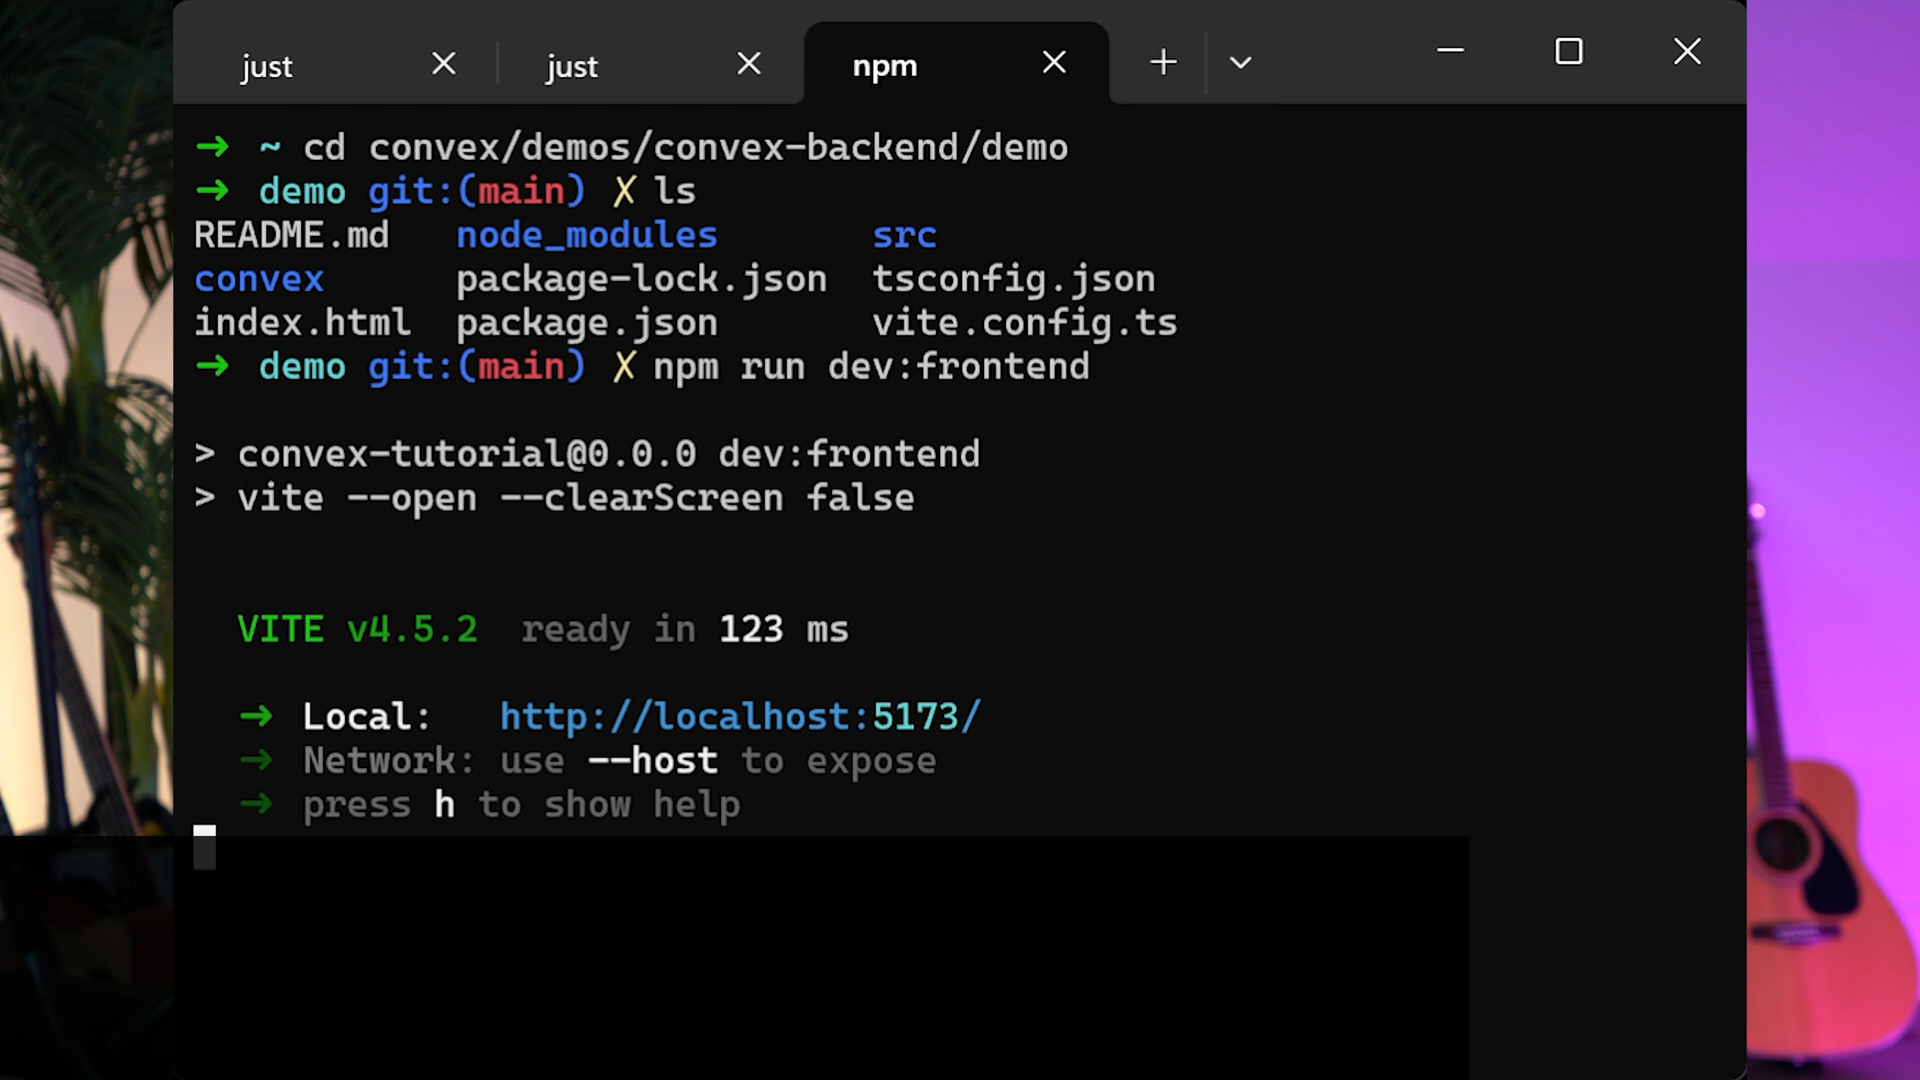 just just npm
➜ ~ cd convex/demos/convex-backend/demo
➜ demo git:(main) ✗ ls
README.md node_modules src
convex package-lock.json tsconfig.json
index.html package.json vite.config.ts
➜ demo git:(main) ✗ npm run dev:frontend
> convex-tutorial@0.0.0 dev:frontend
> vite --open --clearScreen false
VITE v4.5.2 ready in 123 ms
➜ Local: http://localhost:5173/
➜ Network: use --host to expose
➜ press h to show help